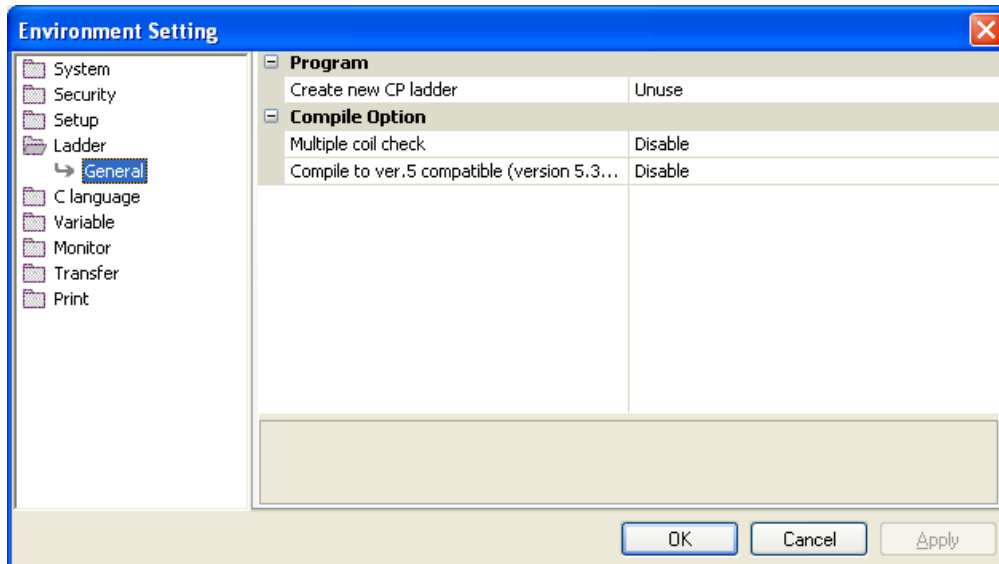 Environment Setting
System
Security
Setup
Ladder
General
C language
Variable
Monitor
Transfer
Print
Program
Create new CP ladder Unuse
Compile Option
Multiple coil check Disable
Compile to ver.5 compatible (version 5.3... Disable
OK Cancel Apply